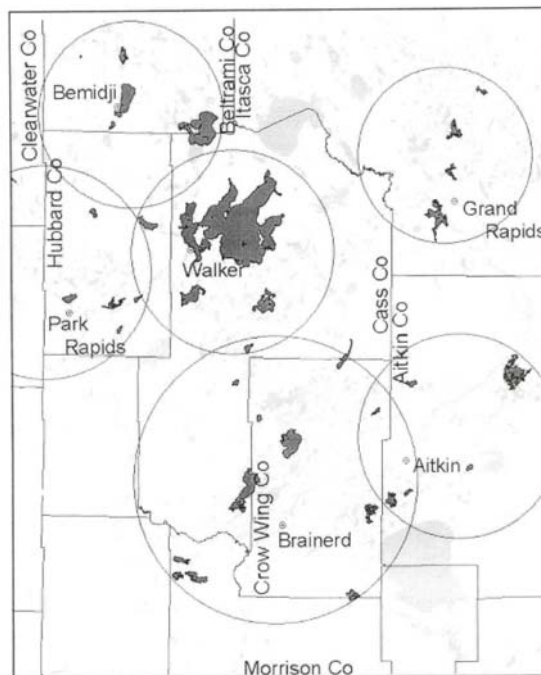 Clearwater Co
Beltrami Co
Itasca Co
Bemidji
Hubbard Co
Grand
Rapids
Walker
Cass Co
Aitkin Co
Park
Rapids
Aitkin
Crow Wing Co
Brainerd
Morrison Co